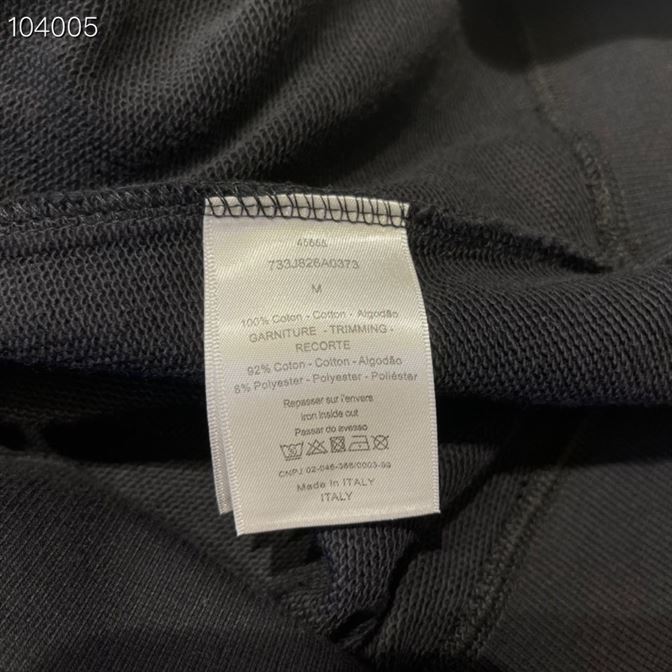 104005
45665
733J826A0373
M
100% Coton - Cotton - Algodão
GARNITURE - TRIMMING -
RECORTE
92% Coton - Cotton - Algodão
8% Polyester - Polyester - Poliéster
Repasser sur l'envers
Iron inside out
Passar do avesso
CNPJ 02-046-366/0003-93
Made in ITALY
ITALY